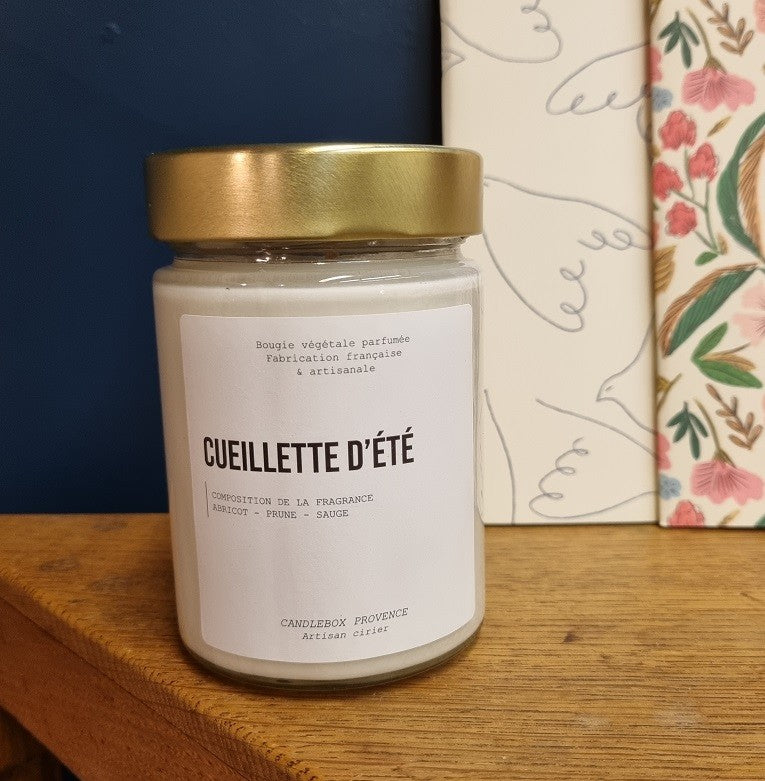 Bougie végétale parfumée
Fabrication française
& artisanale
CUEILLETTE D'ÉTÉ
COMPOSITION DE LA FRAGRANCE
ABRICOT - PRUNE - SAUGE
CANDLEBOX PROVENCE
Artisan cirier